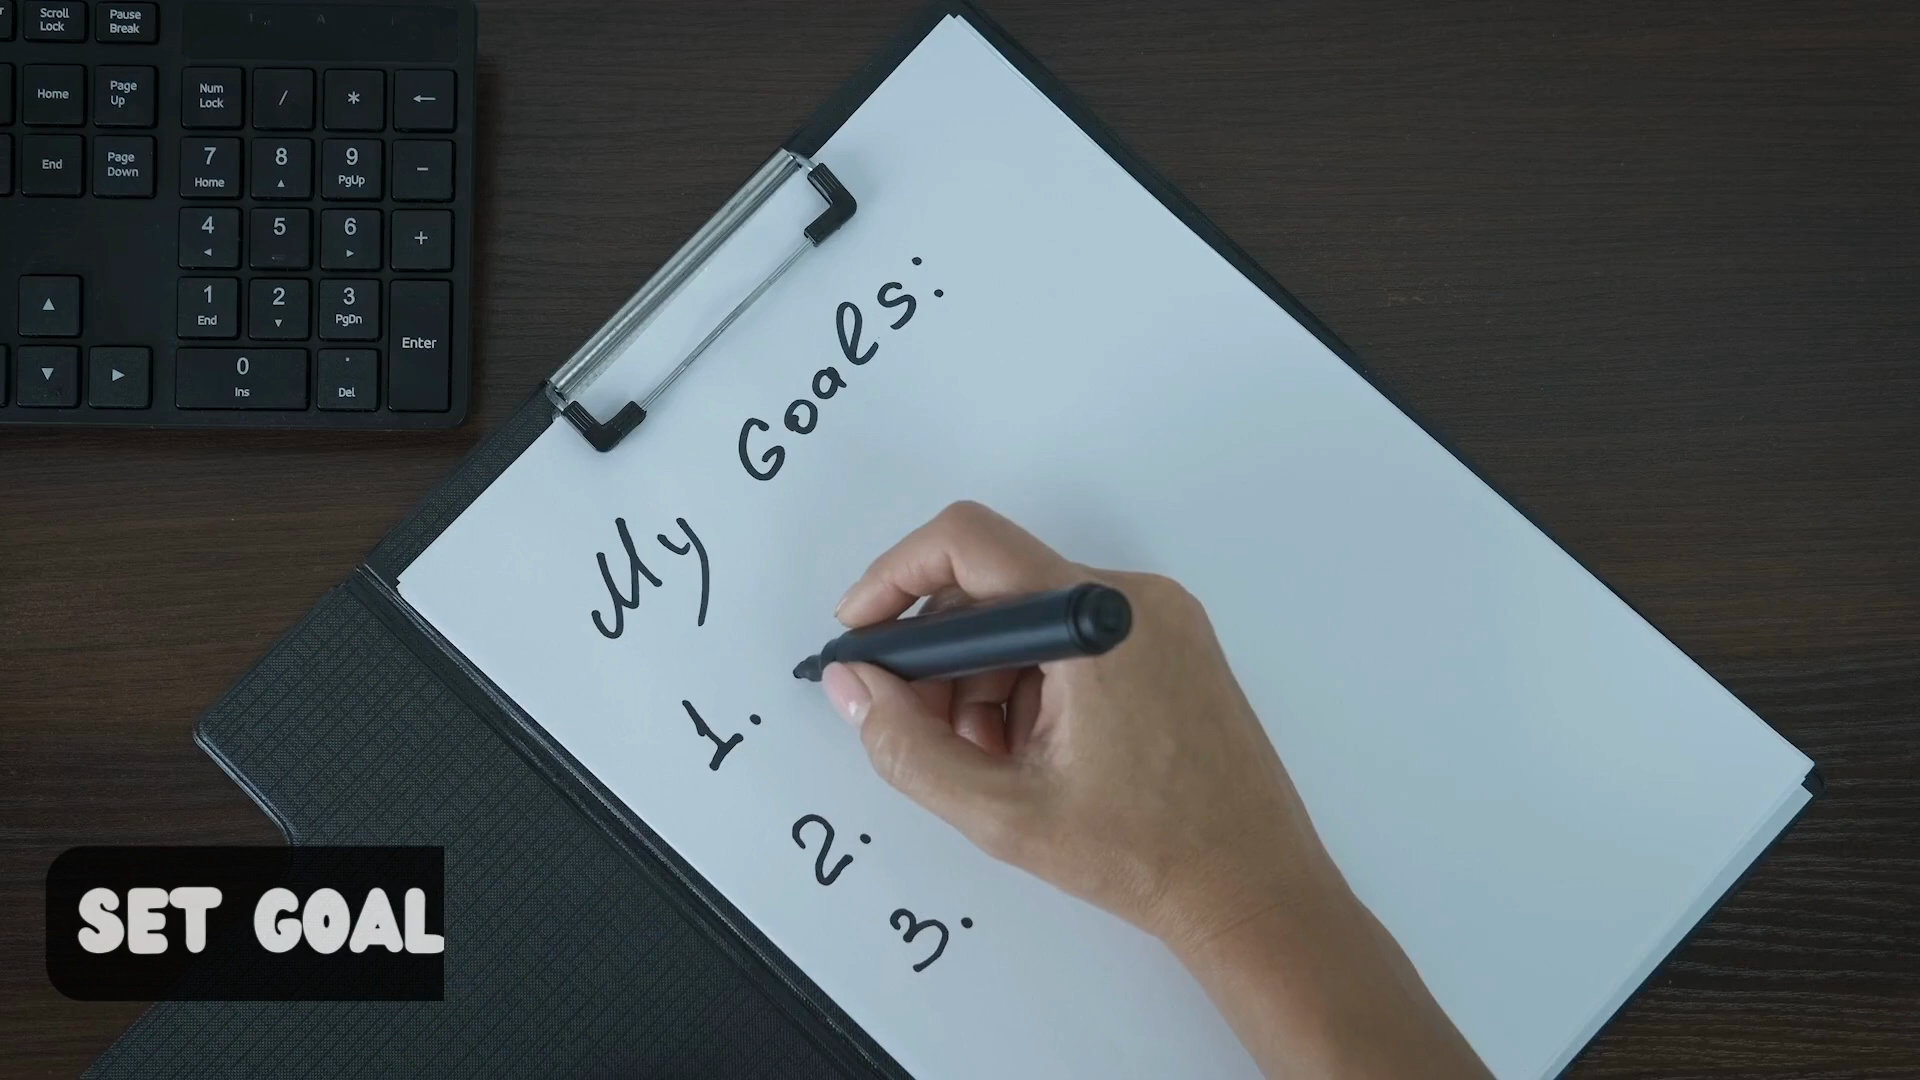 Scroll Lock
Pause Break
Home
Page Up
Num Lock
/
*
←
End
Page Down
7 Home
8 ▲
9 PgUp
-
4 ◄
5
6 ►
+
▲
1 End
2 ▼
3 PgDn
Enter
▼
►
0 Ins
. Del
My Goals:
1.
2.
3.
SET GOAL